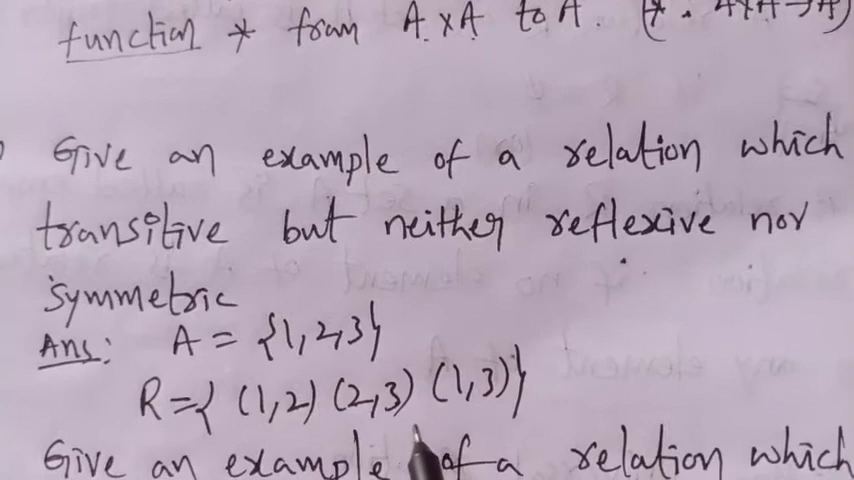 function * from A×A to A. (* : A×A→A)
Give an example of a relation which
transitive but neither reflexive nor
symmetric
Ans: A = {1,2,3}
R={ (1,2) (2,3) (1,3)}
Give an example of a relation which